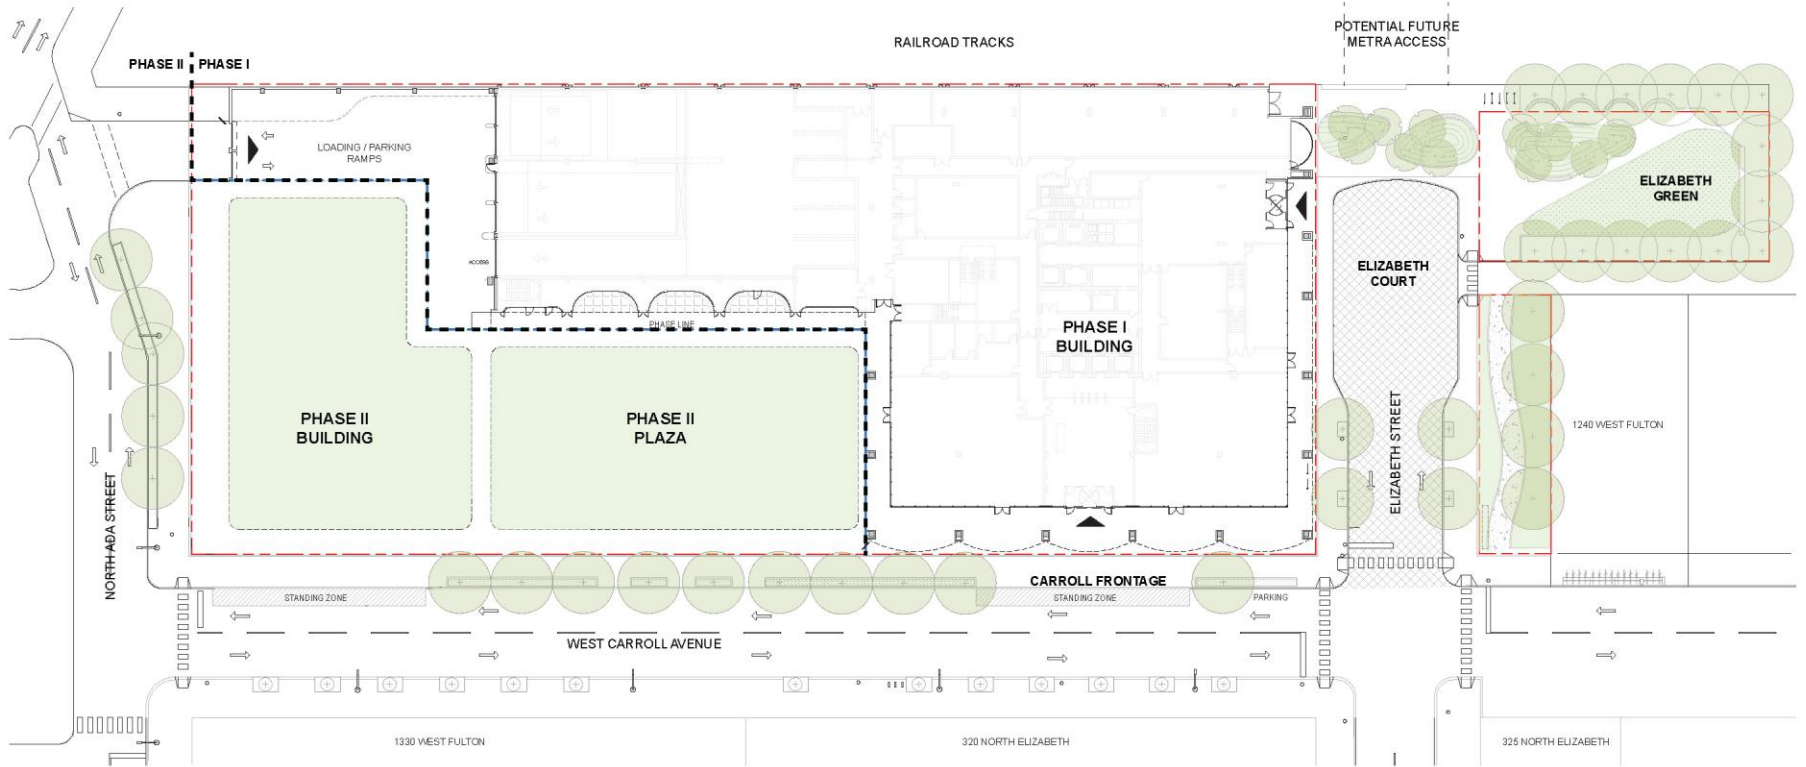 POTENTIAL FUTURE
METRA ACCESS
RAILROAD TRACKS
PHASE II
PHASE I
LOADING / PARKING
RAMPS
ELIZABETH
GREEN
ACCESS
ELIZABETH
COURT
PHASE LINE
PHASE I
BUILDING
PHASE II
BUILDING
PHASE II
PLAZA
1240 WEST FULTON
ELIZABETH STREET
NORTH ADA STREET
CARROLL FRONTAGE
STANDING ZONE
STANDING ZONE
PARKING
WEST CARROLL AVENUE
1330 WEST FULTON
320 NORTH ELIZABETH
325 NORTH ELIZABETH